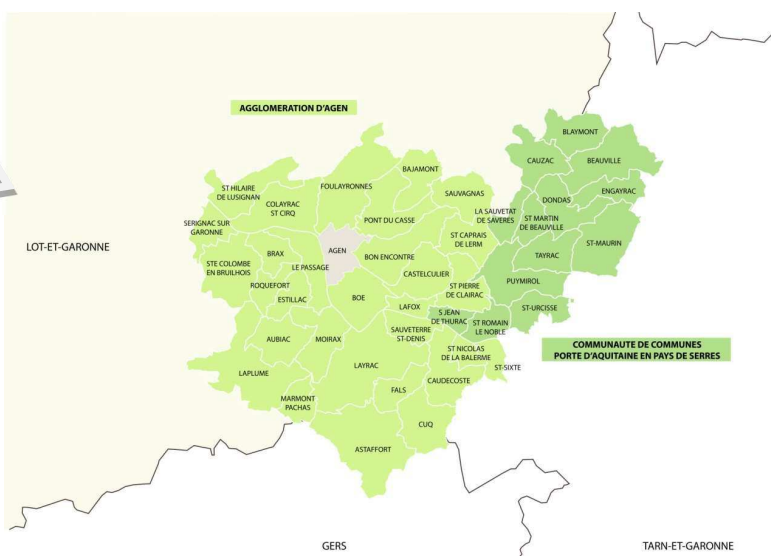 AGGLOMERATION D'AGEN
BLAYMONT
CAUZAC
BEAUVILLE
BAJAMONT
ST HILAIRE
DE LUSIGNAN
FOULAYRONNES
SAUVAGNAS
ENGAYRAC
DONDAS
COLAYRAC
ST CIRQ
LA SAUVETAT
DE SAVERES
PONT DU CASSE
ST MARTIN
DE BEAUVILLE
SERIGNAC SUR
GARONNE
ST CAPRAIS
DE LERM
LOT-ET-GARONNE
ST-MAURIN
AGEN
BRAX
BON ENCONTRE
TAYRAC
STE COLOMBE
EN BRUILHOIS
LE PASSAGE
CASTELCULIER
PUYMIROL
ROQUEFORT
ST PIERRE
DE CLAIRAC
ESTILLAC
BOE
LAFOX
ST-URCISSE
S JEAN
DE THURAC
ST ROMAIN
LE NOBLE
SAUVETERRE
ST-DENIS
AUBIAC
MOIRAX
COMMUNAUTE DE COMMUNES
PORTE D'AQUITAINE EN PAYS DE SERRES
ST NICOLAS
DE LA BALERME
LAYRAC
ST-SIXTE
LAPLUME
CAUDECOSTE
FALS
MARMONT
PACHAS
CUQ
ASTAFFORT
GERS
TARN-ET-GARONNE